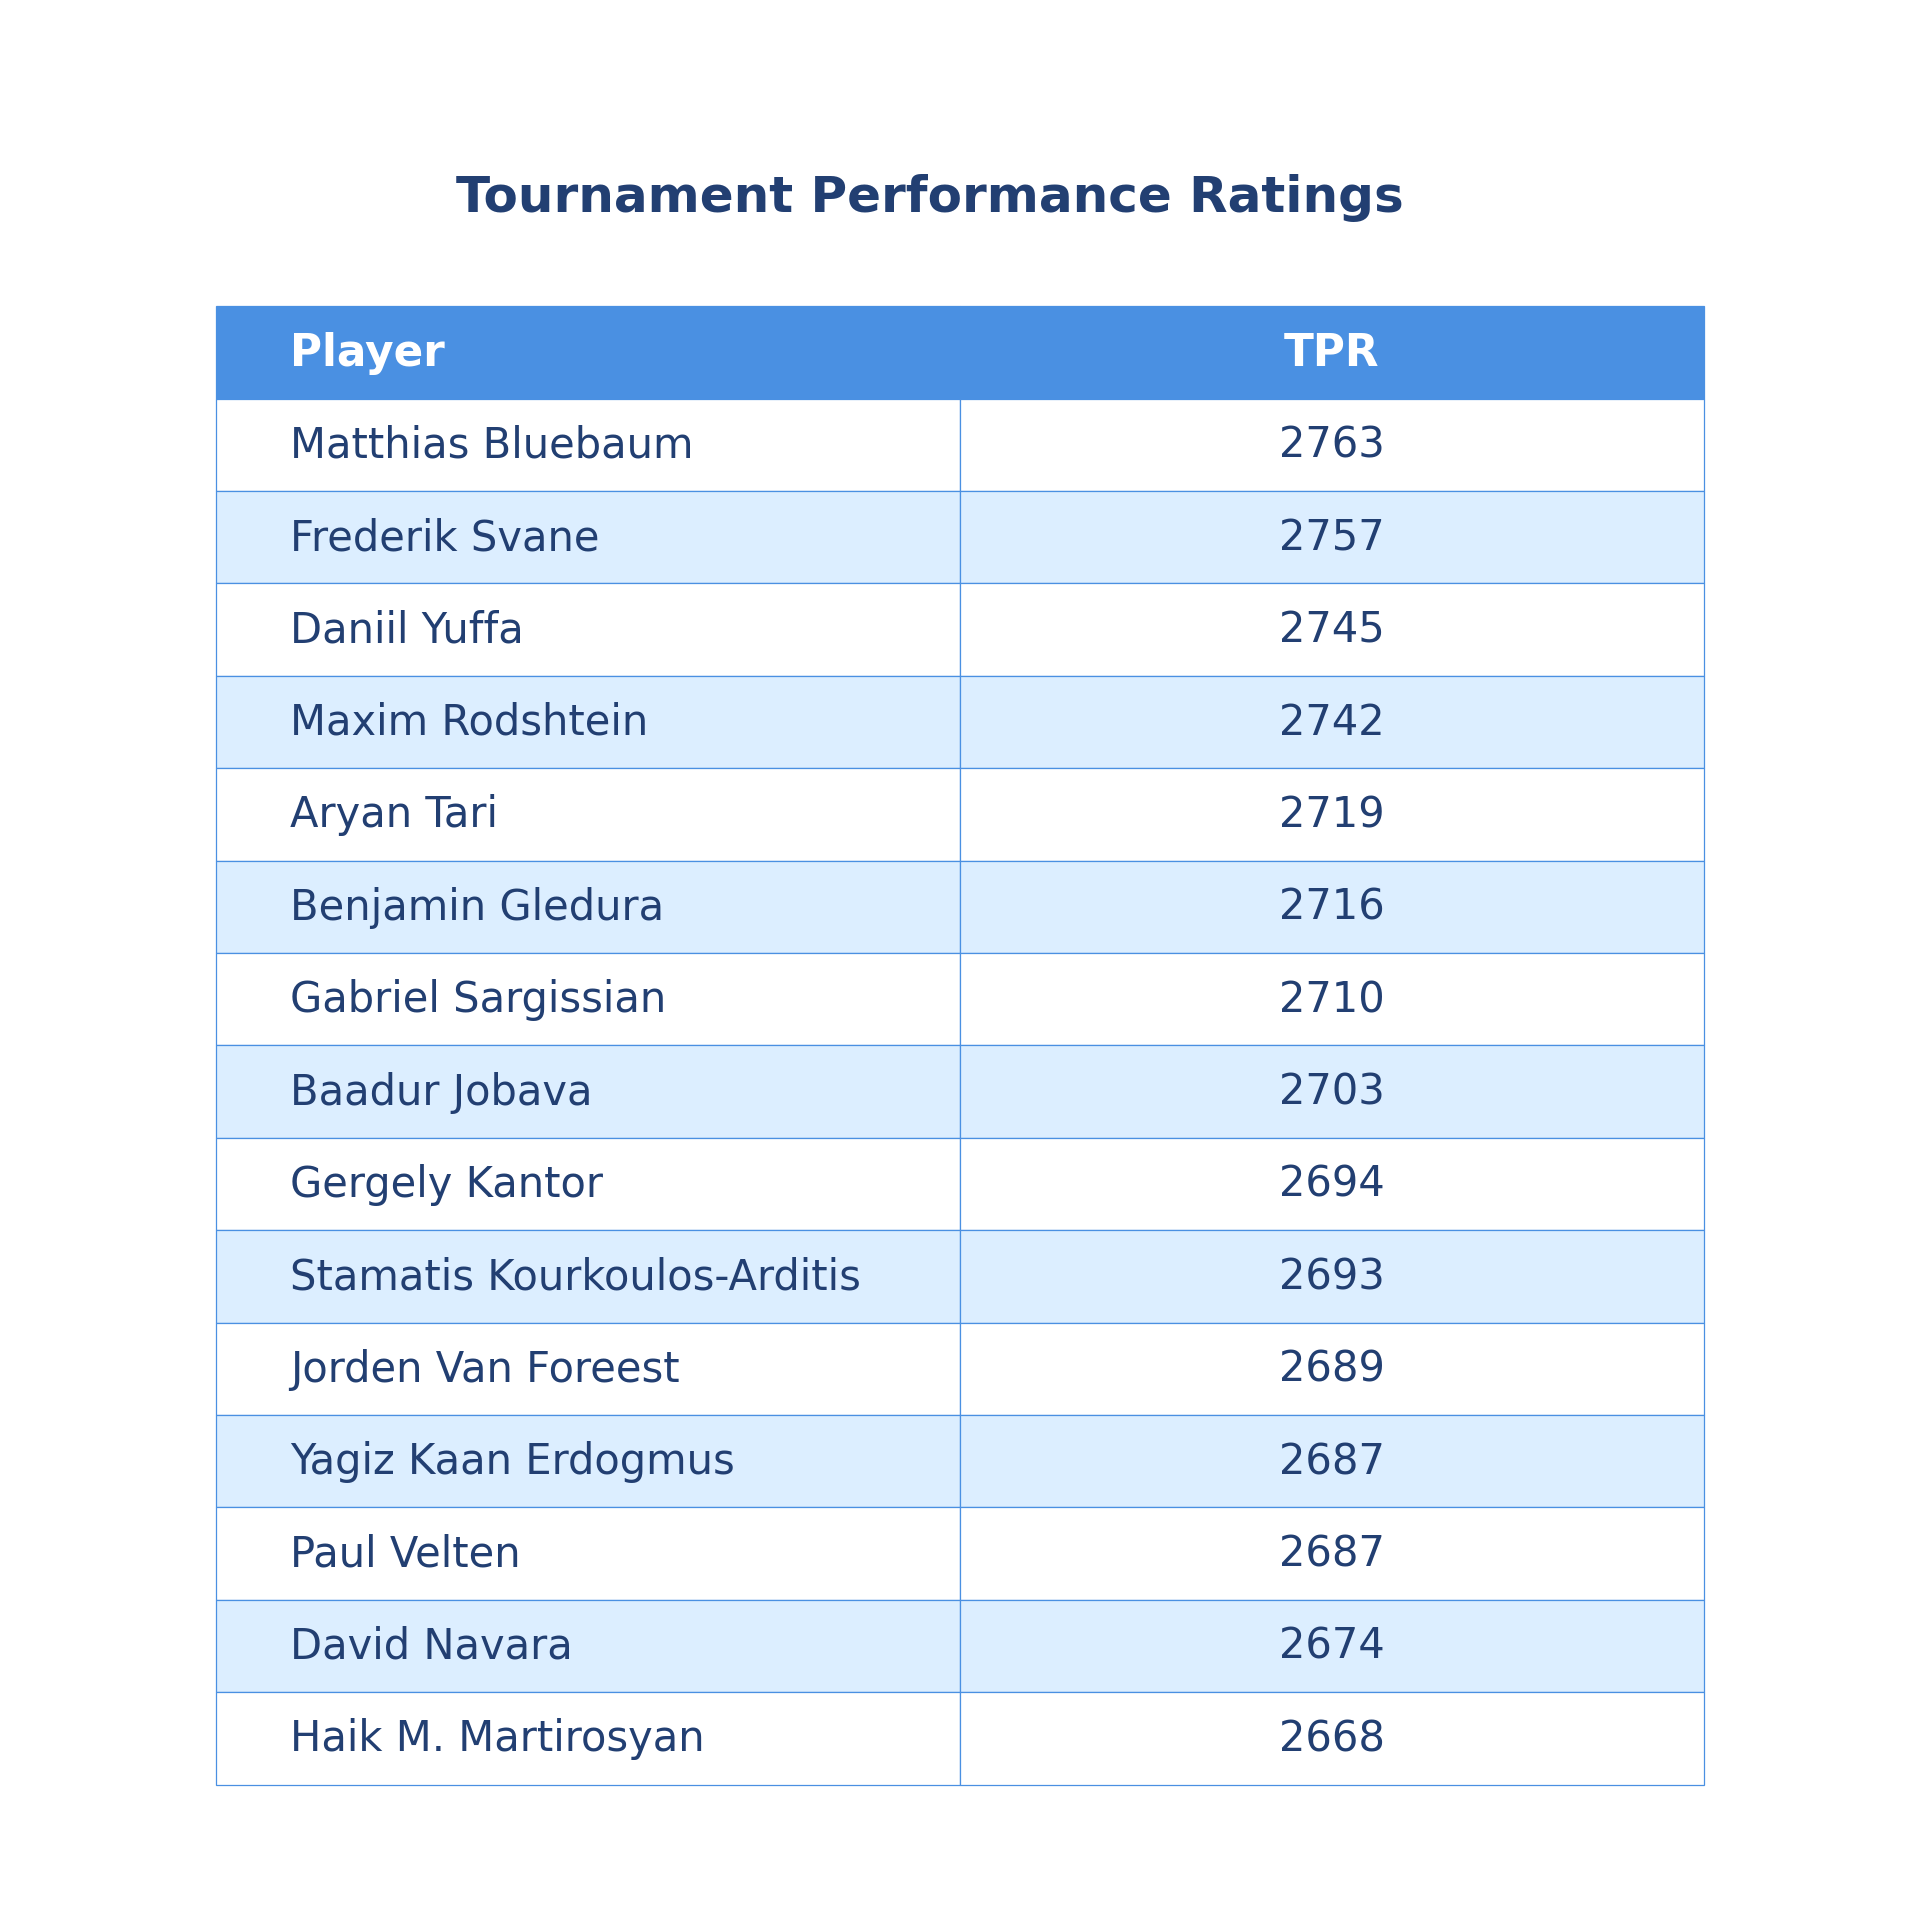 Tournament Performance Ratings
Player TPR
Matthias Bluebaum 2763
Frederik Svane 2757
Daniil Yuffa 2745
Maxim Rodshtein 2742
Aryan Tari 2719
Benjamin Gledura 2716
Gabriel Sargissian 2710
Baadur Jobava 2703
Gergely Kantor 2694
Stamatis Kourkoulos-Arditis 2693
Jorden Van Foreest 2689
Yagiz Kaan Erdogmus 2687
Paul Velten 2687
David Navara 2674
Haik M. Martirosyan 2668